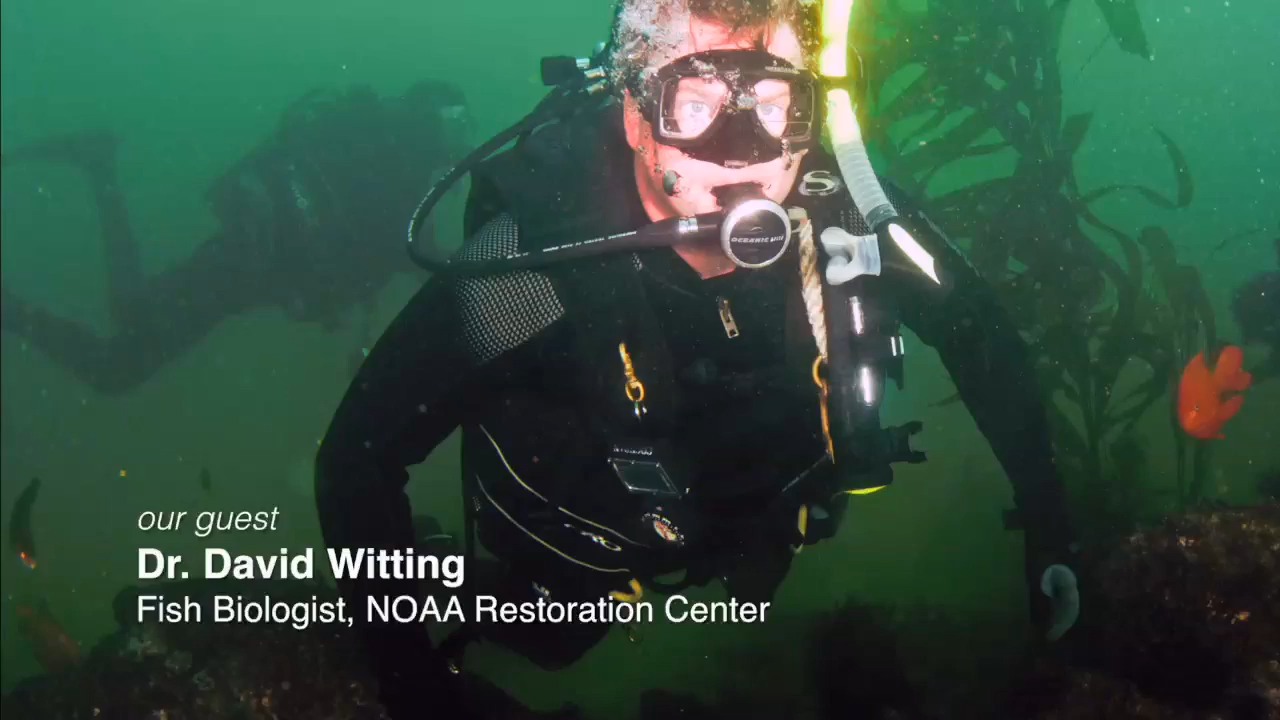 our guest
Dr. David Witting
Fish Biologist, NOAA Restoration Center